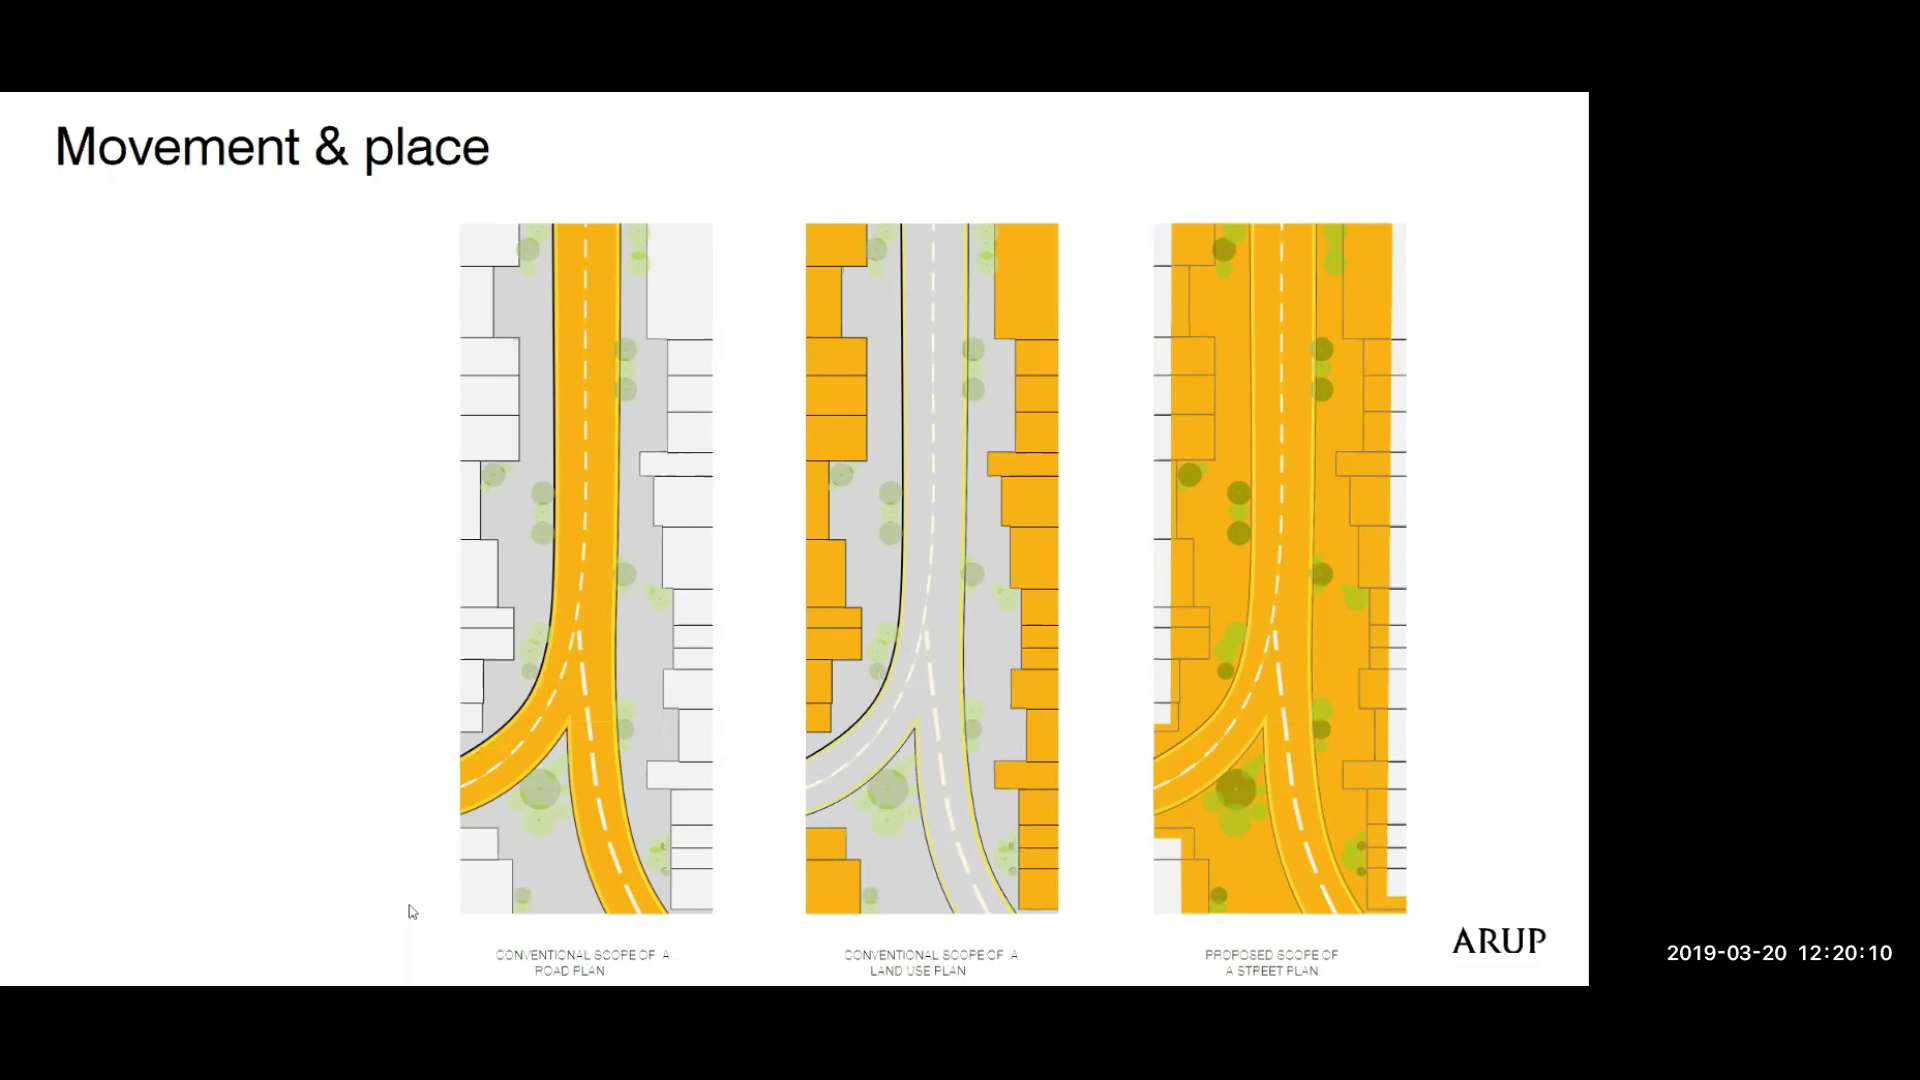 Movement & place
CONVENTIONAL SCOPE OF A
ROAD PLAN
CONVENTIONAL SCOPE OF A
LAND USE PLAN
PROPOSED SCOPE OF
A STREET PLAN
ARUP
2019-03-20 12:20:10